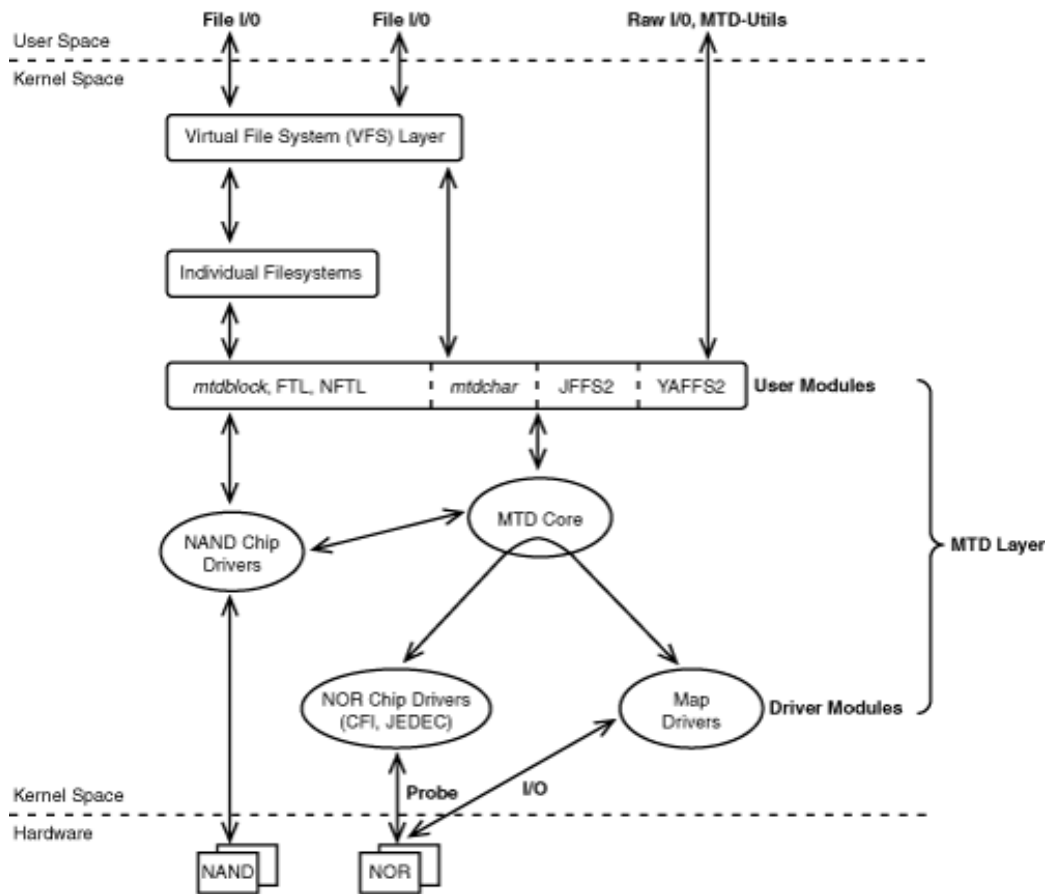 File I/0
File I/0
Raw I/0, MTD-Utils
User Space
Kernel Space
Virtual File System (VFS) Layer
Individual Filesystems
mtdblock, FTL, NFTL
mtdchar
JFFS2
YAFFS2
User Modules
MTD Core
NAND Chip
Drivers
MTD Layer
NOR Chip Drivers
(CFI, JEDEC)
Map
Drivers
Driver Modules
Probe
I/O
Kernel Space
Hardware
NAND
NOR